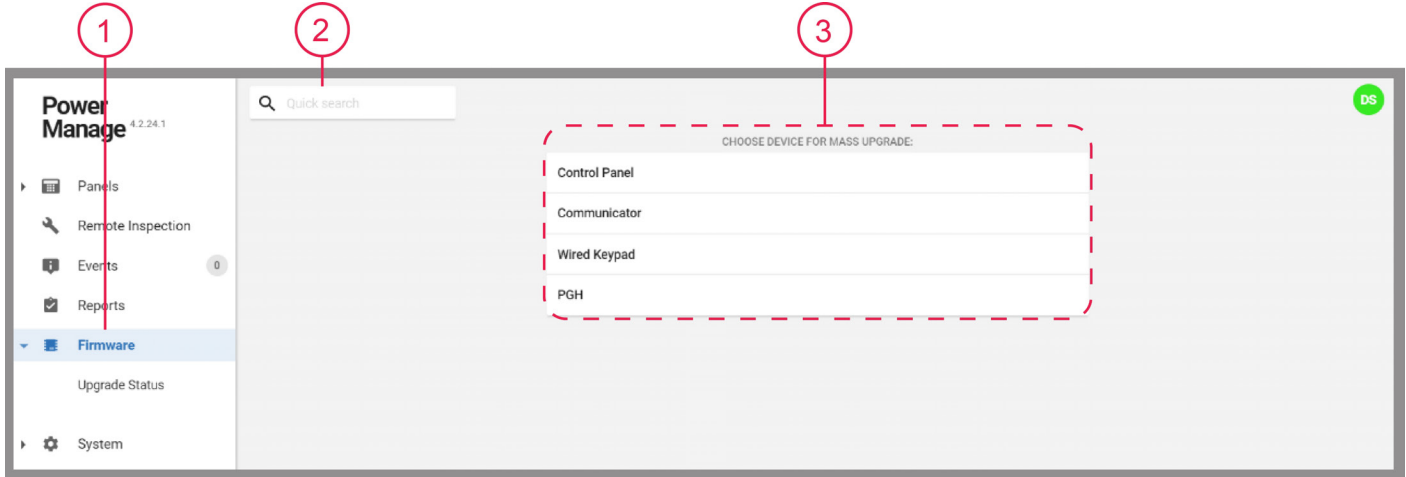 1
2
3
Power
Manage 4.2.24.1
Quick search
DS
CHOOSE DEVICE FOR MASS UPGRADE:
Control Panel
Communicator
Wired Keypad
PGH
Panels
Remote Inspection
Events 0
Reports
Firmware
Upgrade Status
System